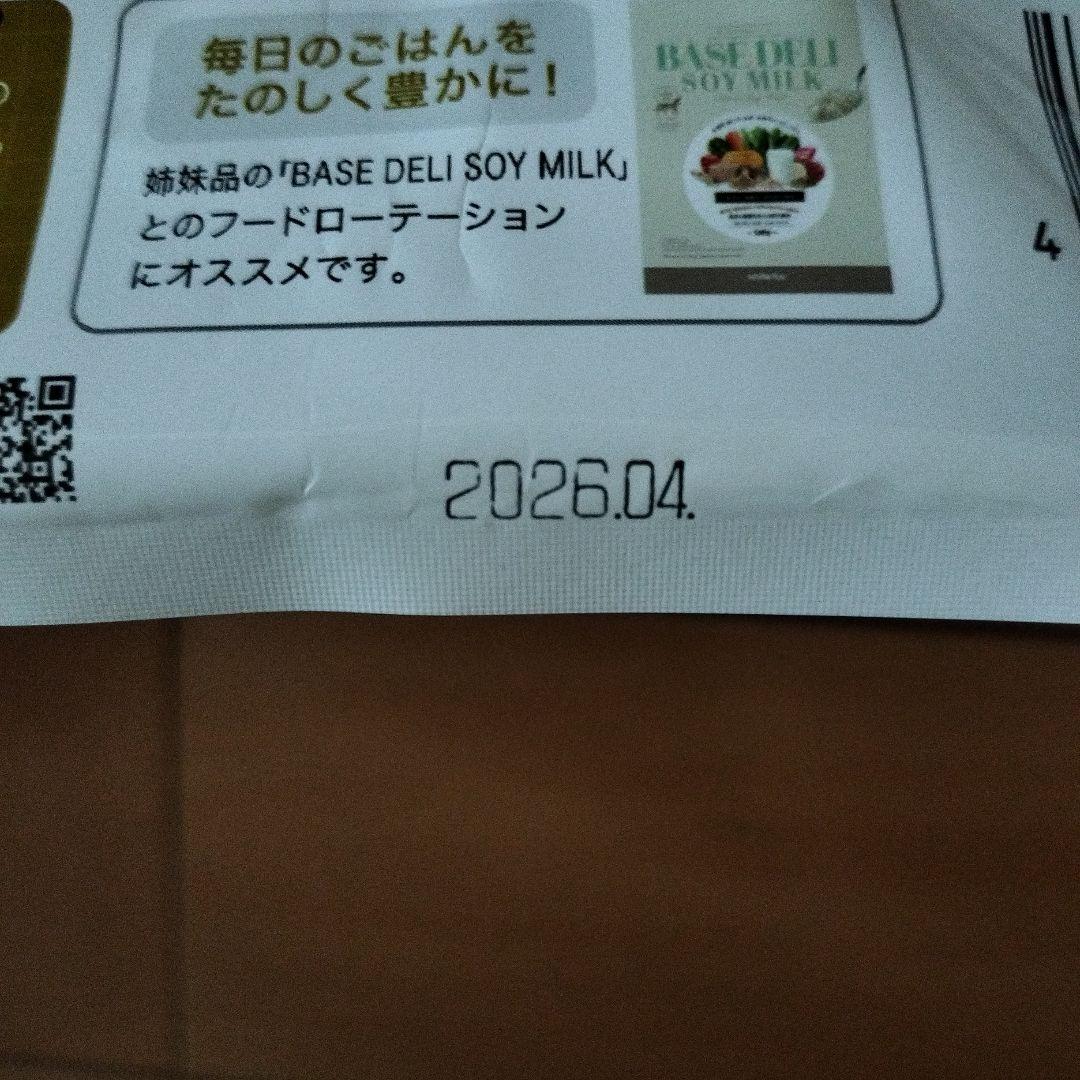 毎日のごはんを
たのしく豊かに!
姉妹品の「BASE DELI SOY MILK」
とのフードローテーション
にオススメです。
BASE DELI
SOY MILK
4
2026.04.